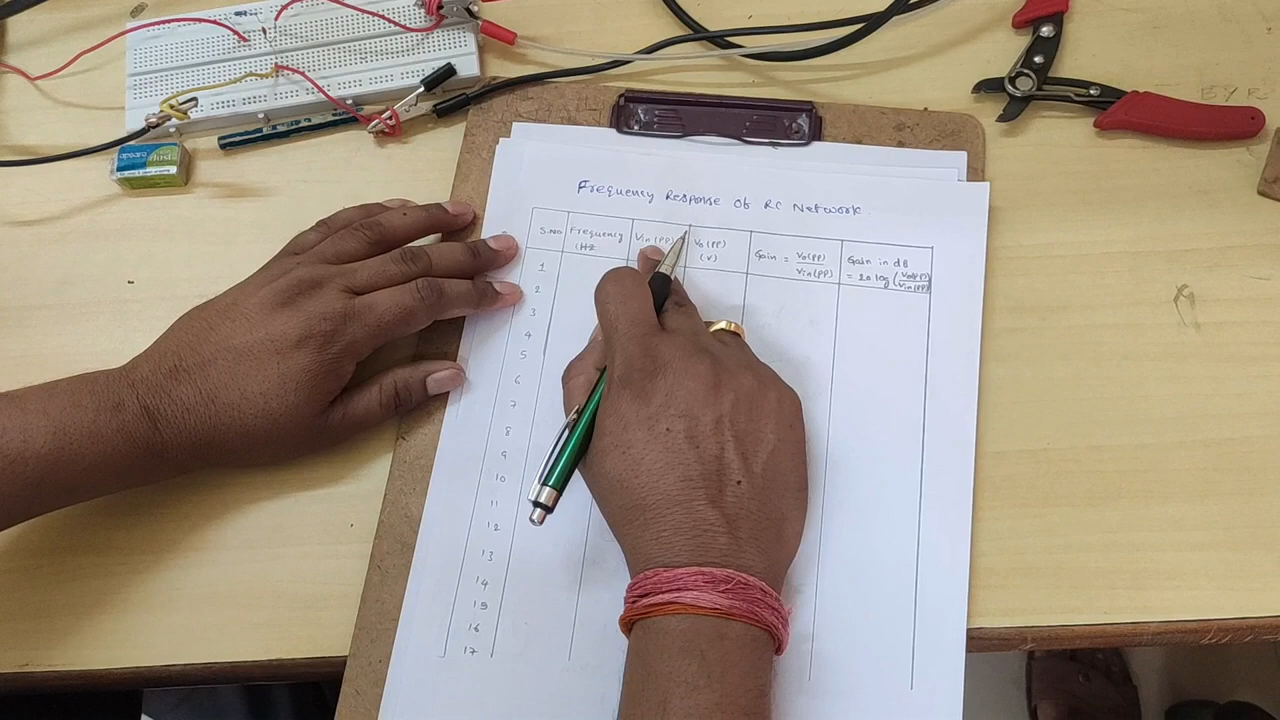 Frequency Response Of RC Network.
S.No Frequency Vin(PP) Vo(PP) Gain = Vo(PP) Gain in dB
(HZ (V) Vin(PP) = 20 log (Vo(PP)
Vin(PP))
1
2
3
4
5
6
7
8
9
10
11
12
13
14
15
16
17
apsara
dust